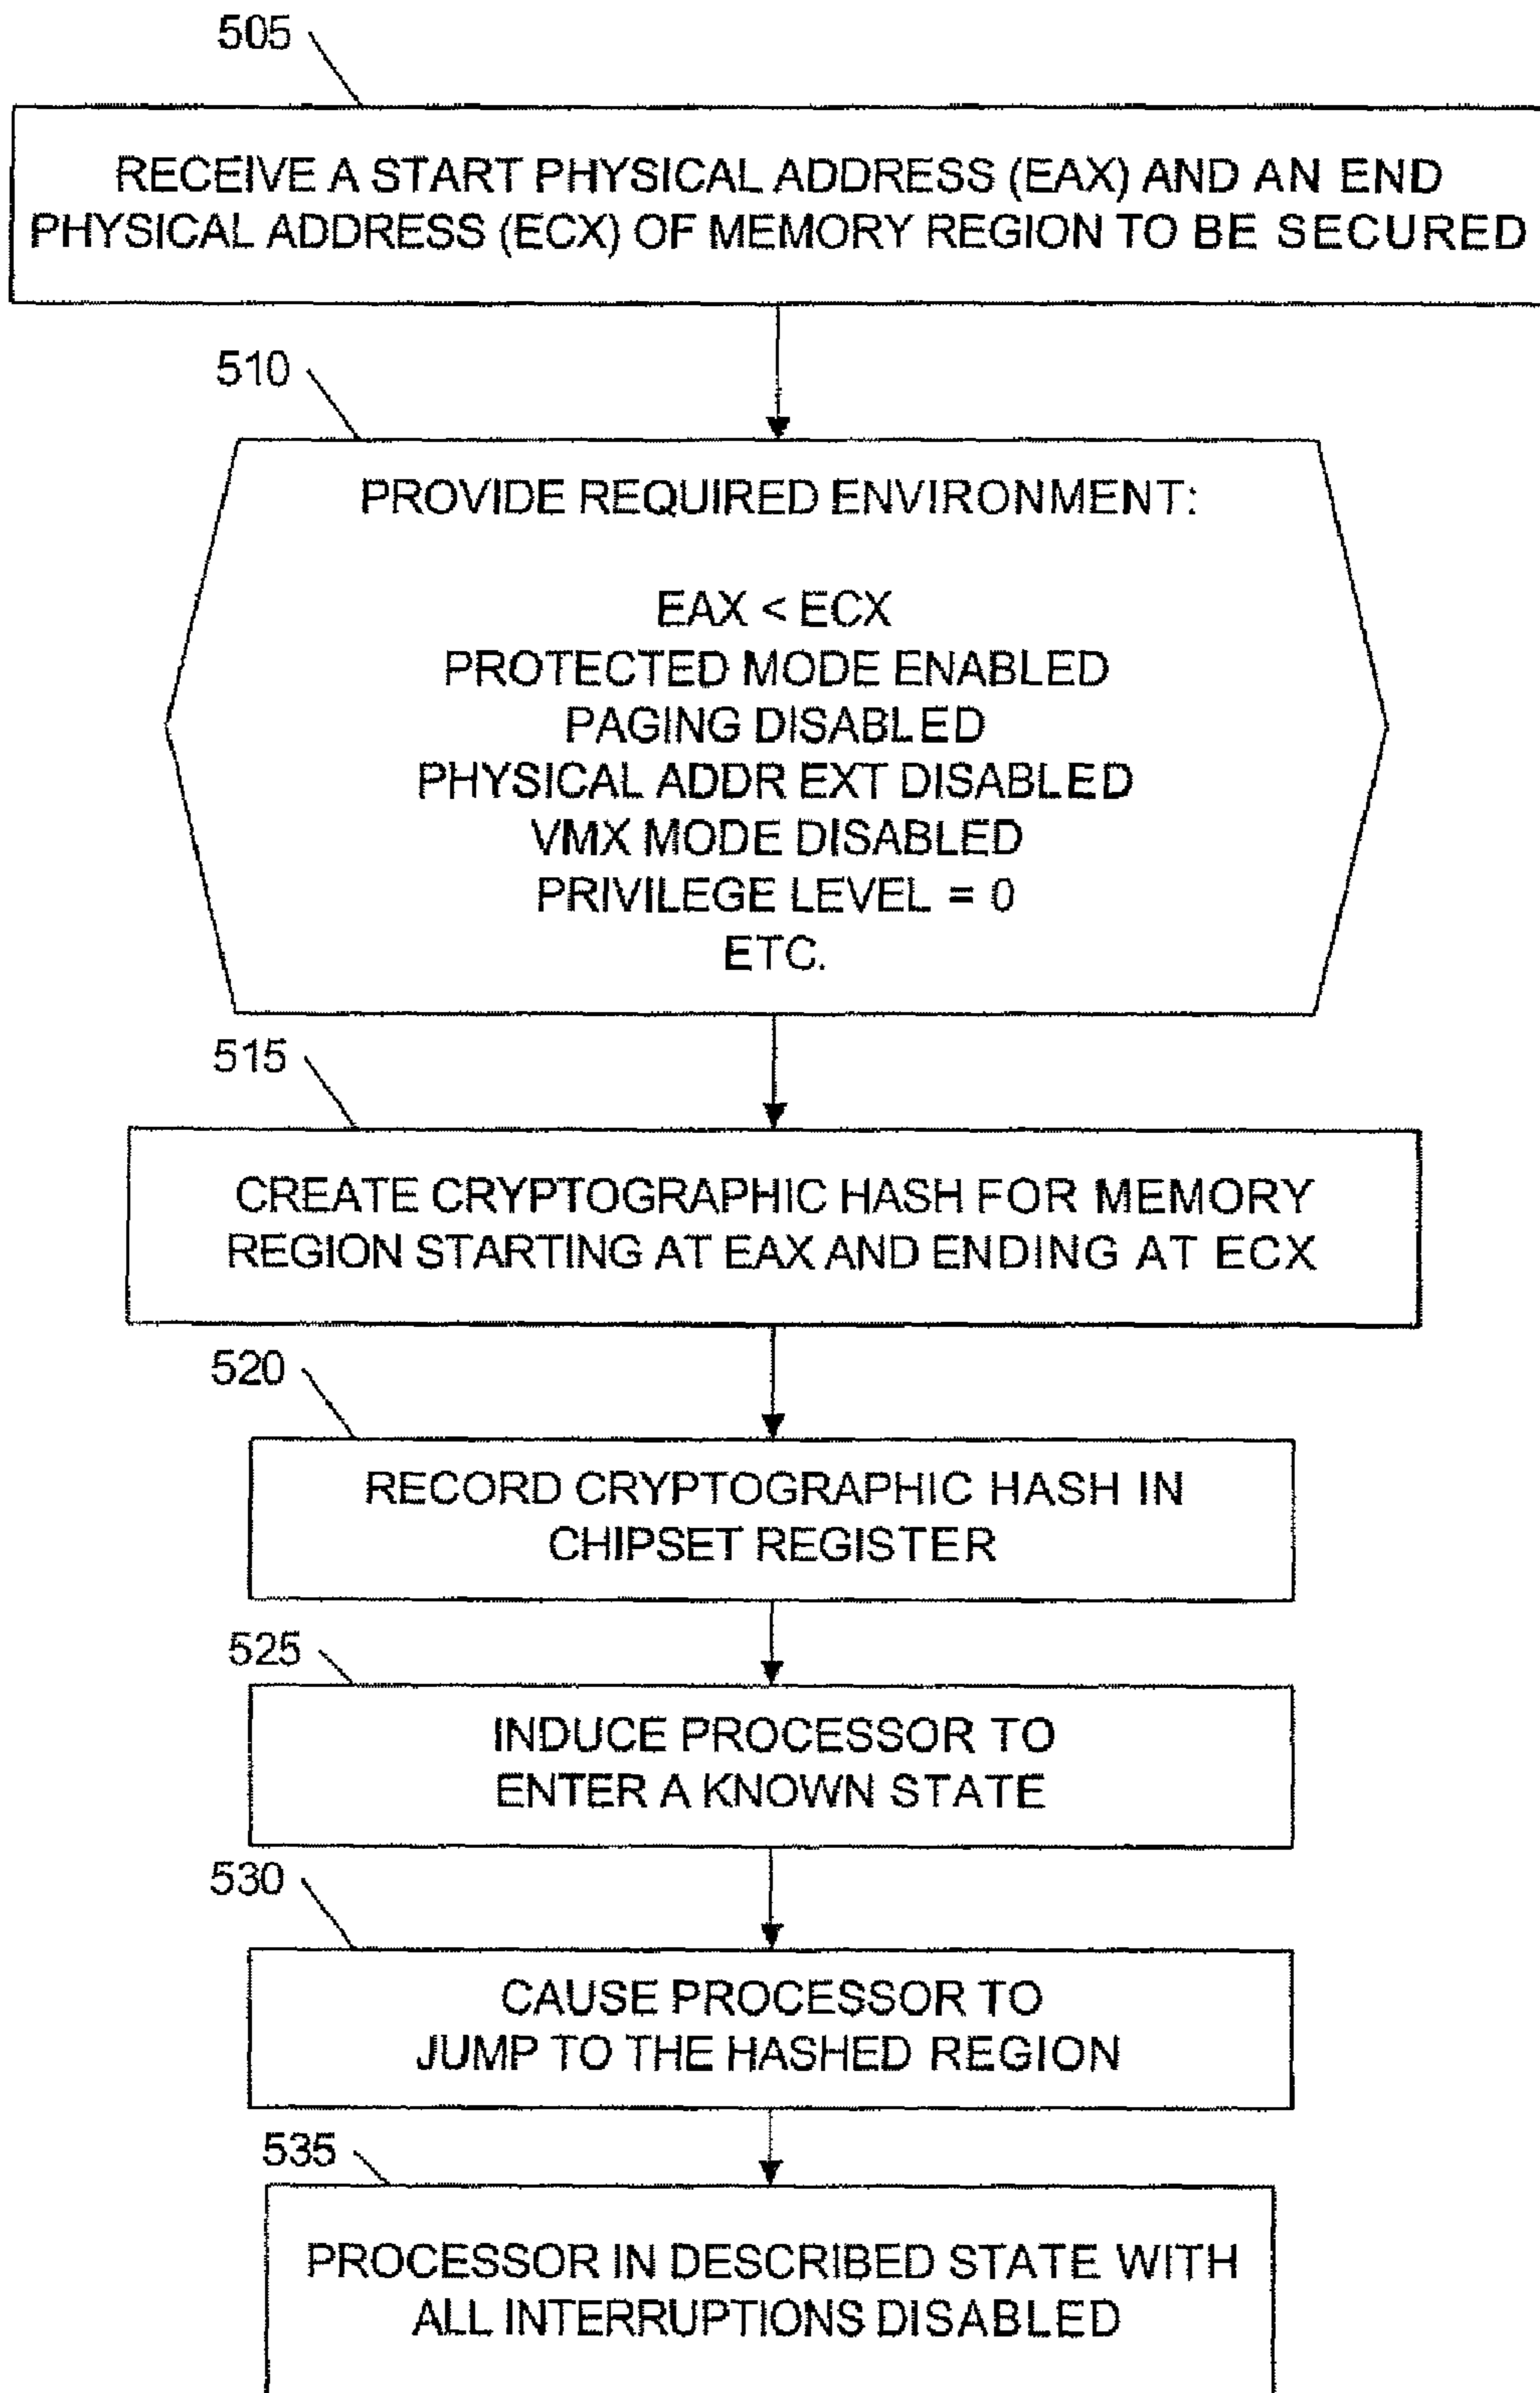 505
RECEIVE A START PHYSICAL ADDRESS (EAX) AND AN END
PHYSICAL ADDRESS (ECX) OF MEMORY REGION TO BE SECURED
510
PROVIDE REQUIRED ENVIRONMENT:
EAX < ECX
PROTECTED MODE ENABLED
PAGING DISABLED
PHYSICAL ADDR EXT DISABLED
VMX MODE DISABLED
PRIVILEGE LEVEL = 0
ETC.
515
CREATE CRYPTOGRAPHIC HASH FOR MEMORY
REGION STARTING AT EAX AND ENDING AT ECX
520
RECORD CRYPTOGRAPHIC HASH IN
CHIPSET REGISTER
525
INDUCE PROCESSOR TO
ENTER A KNOWN STATE
530
CAUSE PROCESSOR TO
JUMP TO THE HASHED REGION
535
PROCESSOR IN DESCRIBED STATE WITH
ALL INTERRUPTIONS DISABLED